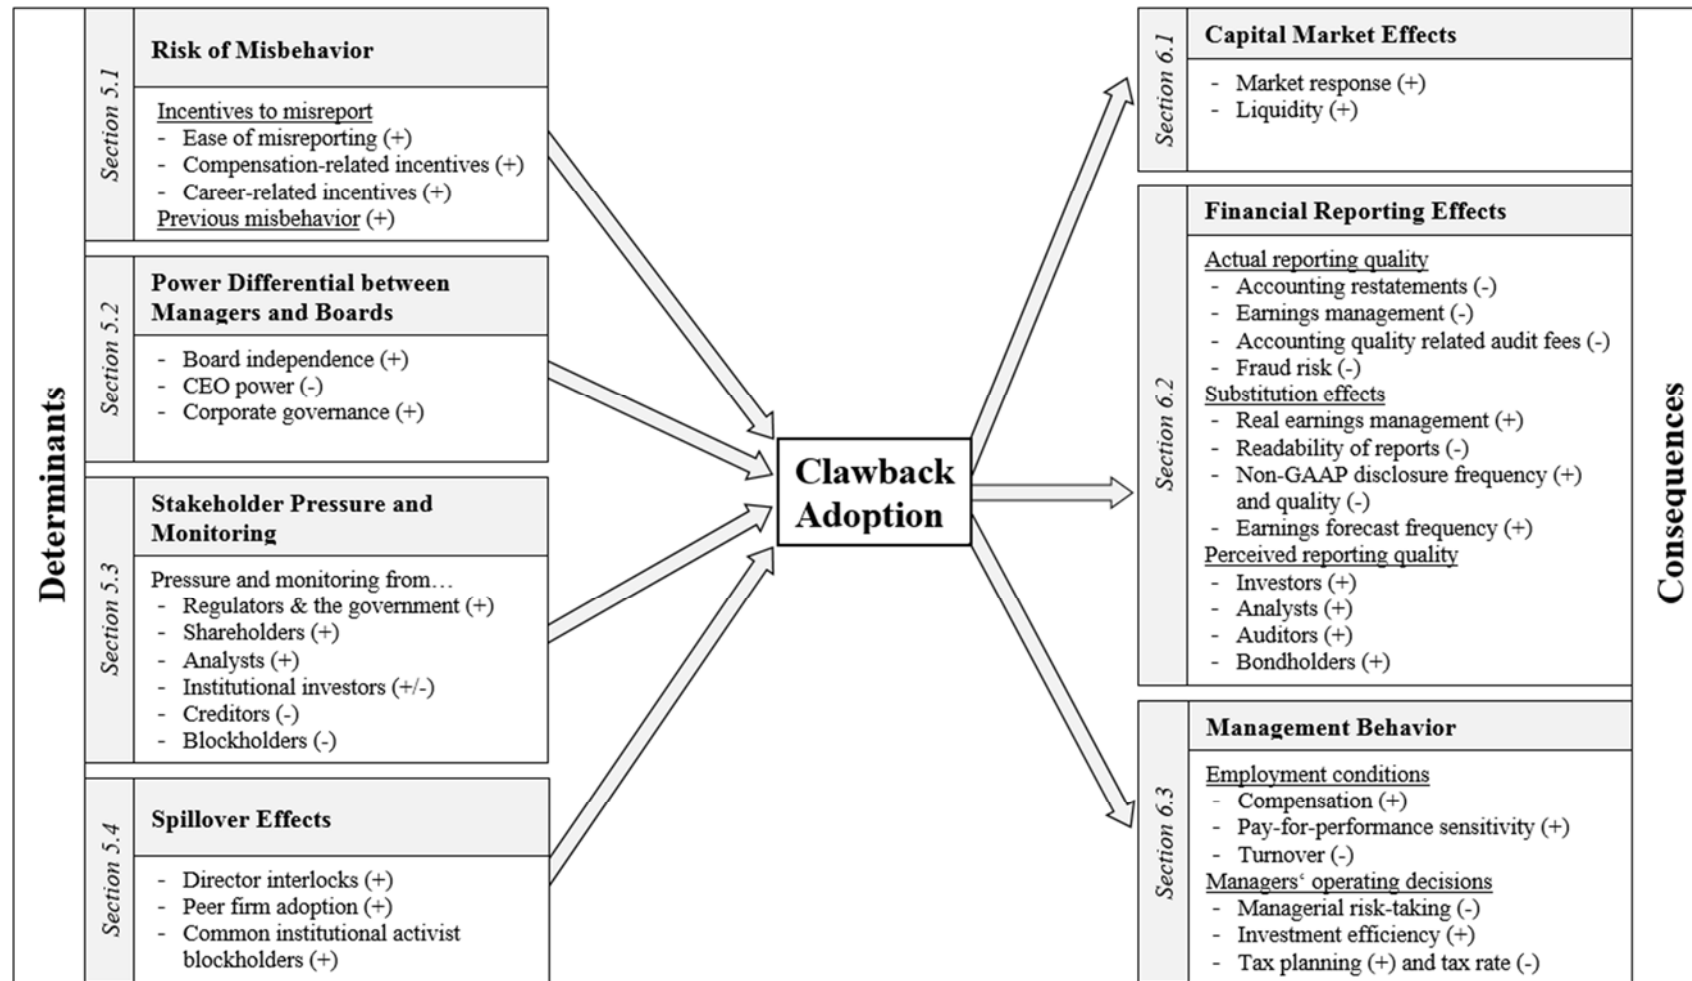 Determinants
Section 5.1
Risk of Misbehavior
Incentives to misreport
- Ease of misreporting (+)
- Compensation-related incentives (+)
- Career-related incentives (+)
Previous misbehavior (+)
Section 5.2
Power Differential between
Managers and Boards
- Board independence (+)
- CEO power (-)
- Corporate governance (+)
Section 5.3
Stakeholder Pressure and
Monitoring
Pressure and monitoring from…
- Regulators & the government (+)
- Shareholders (+)
- Analysts (+)
- Institutional investors (+/-)
- Creditors (-)
- Blockholders (-)
Section 5.4
Spillover Effects
- Director interlocks (+)
- Peer firm adoption (+)
- Common institutional activist
blockholders (+)
Clawback
Adoption
Section 6.1
Capital Market Effects
- Market response (+)
- Liquidity (+)
Section 6.2
Financial Reporting Effects
Actual reporting quality
- Accounting restatements (-)
- Earnings management (-)
- Accounting quality related audit fees (-)
- Fraud risk (-)
Substitution effects
- Real earnings management (+)
- Readability of reports (-)
- Non-GAAP disclosure frequency (+)
and quality (-)
- Earnings forecast frequency (+)
Perceived reporting quality
- Investors (+)
- Analysts (+)
- Auditors (+)
- Bondholders (+)
Section 6.3
Management Behavior
Employment conditions
- Compensation (+)
- Pay-for-performance sensitivity (+)
- Turnover (-)
Managers‘ operating decisions
- Managerial risk-taking (-)
- Investment efficiency (+)
- Tax planning (+) and tax rate (-)
Consequences